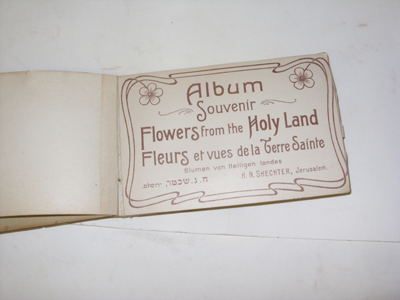 Album
Souvenir
Flowers from the Holy Land
Fleurs et vues de la Terre Sainte
Blumen von Heiligen landes
ח. נ. שכטר, ירושלם.
H. N. SHECHTER, Jerusalem.